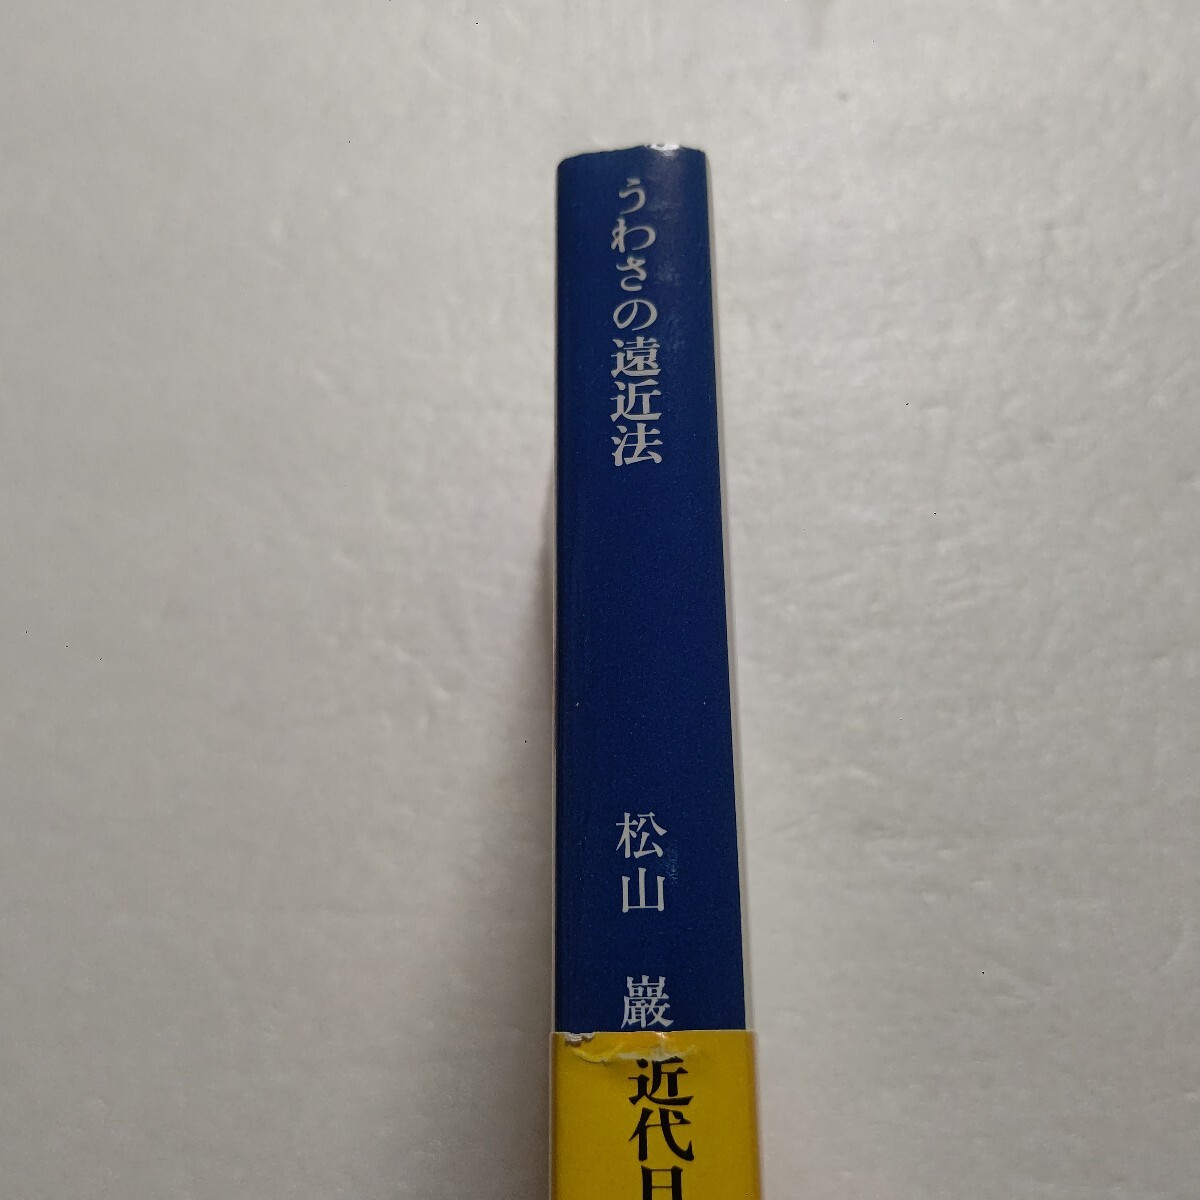 うわさの遠近法
松山 巖
近代日